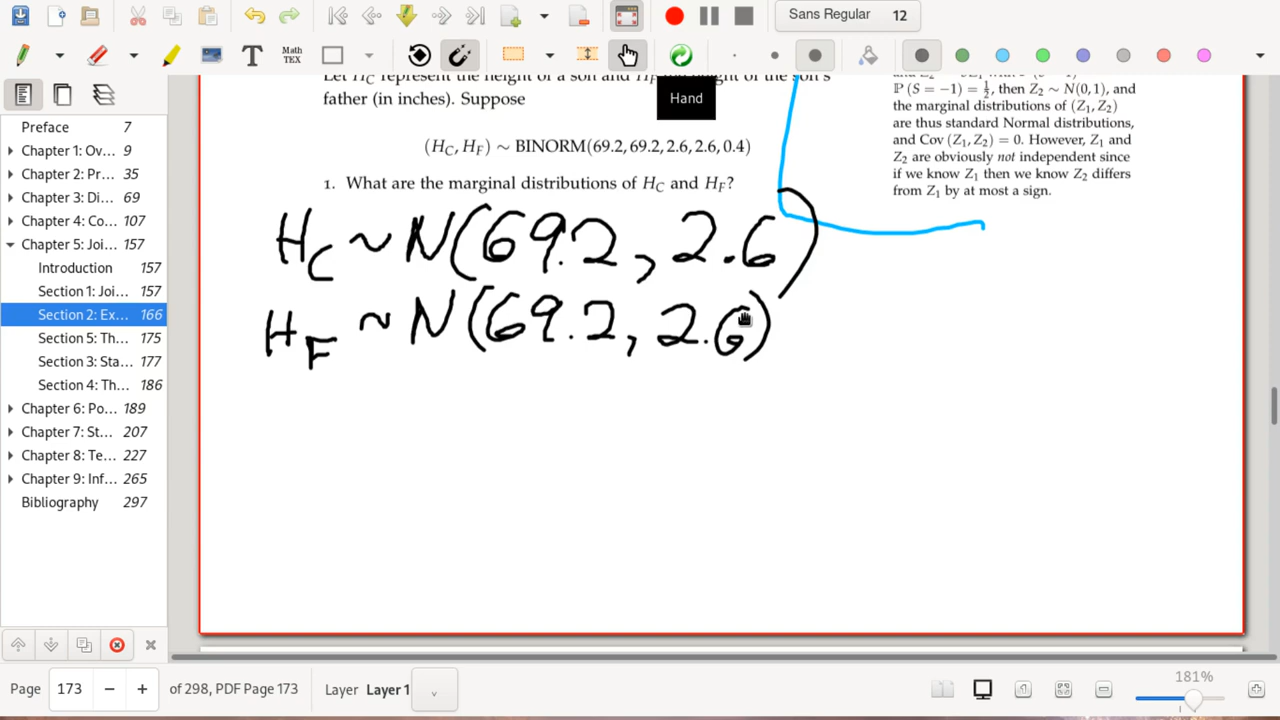 Sans Regular 12
Math
TEX
Hand
Preface 7
Chapter 1: Ov... 9
Chapter 2: Pr... 35
Chapter 3: Di... 69
Chapter 4: Co... 107
Chapter 5: Joi... 157
Introduction 157
Section 1: Joi... 157
Section 2: Ex... 166
Section 5: Th... 175
Section 3: Sta... 177
Section 4: Th... 186
Chapter 6: Po... 189
Chapter 7: St... 207
Chapter 8: Te... 227
Chapter 9: Inf... 265
Bibliography 297
Let H_C represent the height of a son and H_F the height of the son's
father (in inches). Suppose
(H_C, H_F) ∼ BINORM(69.2, 69.2, 2.6, 2.6, 0.4)
1. What are the marginal distributions of H_C and H_F?
H_C ~ N(69.2, 2.6)
H_F ~ N(69.2, 2.6)
ℙ (S = −1) = 1/2, then Z_2 ∼ N(0, 1), and
the marginal distributions of (Z_1, Z_2)
are thus standard Normal distributions,
and Cov (Z_1, Z_2) = 0. However, Z_1 and
Z_2 are obviously not independent since
if we know Z_1 then we know Z_2 differs
from Z_1 by at most a sign.
Page 173 − + of 298, PDF Page 173 Layer Layer 1
181%